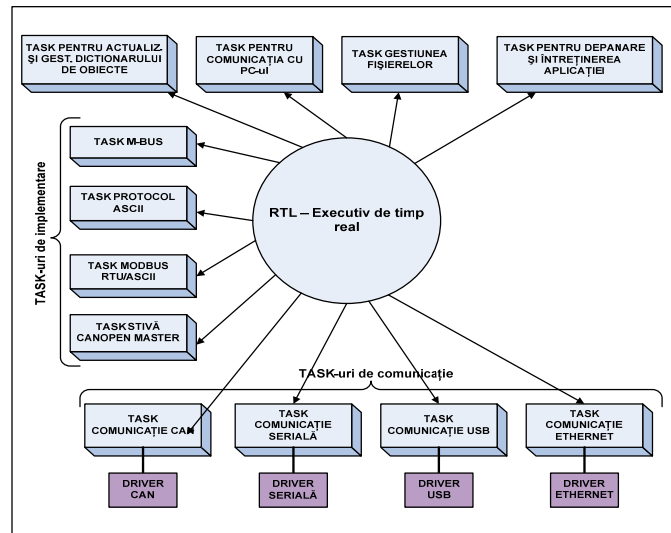 TASK PENTRU ACTUALIZ.
ŞI GEST. DICTIONARULUI
DE OBIECTE
TASK PENTRU
COMUNICAŢIA CU
PC-ul
TASK GESTIUNEA
FIŞIERELOR
TASK PENTRU DEPANARE
ŞI ÎNTREŢINEREA
APLICAŢIEI
TASK-uri de implementare
TASK M-BUS
TASK PROTOCOL
ASCII
TASK MODBUS
RTU/ASCII
TASK STIVĂ
CANOPEN MASTER
RTL – Executiv de timp
real
TASK-uri de comunicaţie
TASK
COMUNICAŢIE CAN
TASK
COMUNICAŢIE
SERIALĂ
TASK
COMUNICAŢIE USB
TASK
COMUNICAŢIE
ETHERNET
DRIVER
CAN
DRIVER
SERIALĂ
DRIVER
USB
DRIVER
ETHERNET